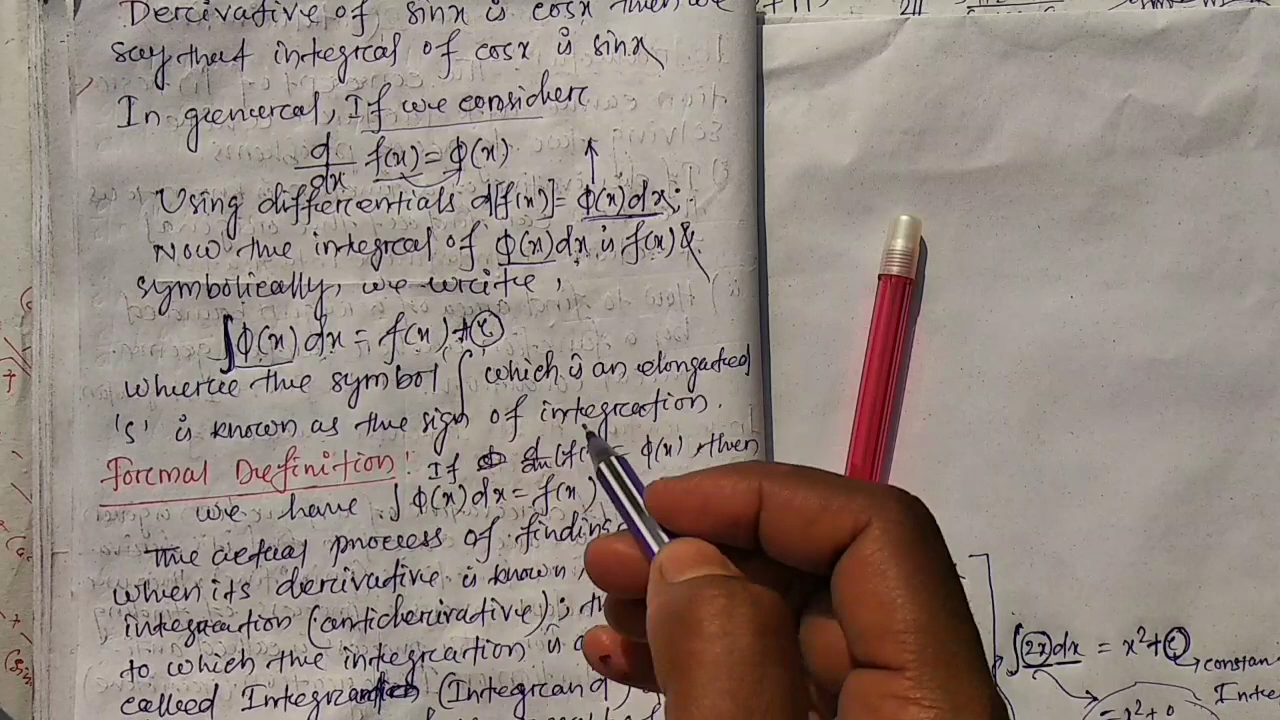 Derivative of sinx is cosx then we
say that integral of cosx is sinx
In general, If we consider
d/dx f(x) = ϕ(x)
Using differentials d[f(x)] = ϕ(x)dx;
Now the integral of ϕ(x)dx is f(x) &
symbolically, we write,
∫ϕ(x) dx = f(x) + c
where the symbol ∫ which is an elongated
's' is known as the sign of integration.
Formal Definition: If = ϕ(x), then
we have ∫ϕ(x)dx = f(x)
The actual process of finding
when its derivative is known,
integration (antiderivative);
to which the integration is
called Integrand (Integrand)
∫2x dx = x² + c
→ constan
Inte
= x² + 0